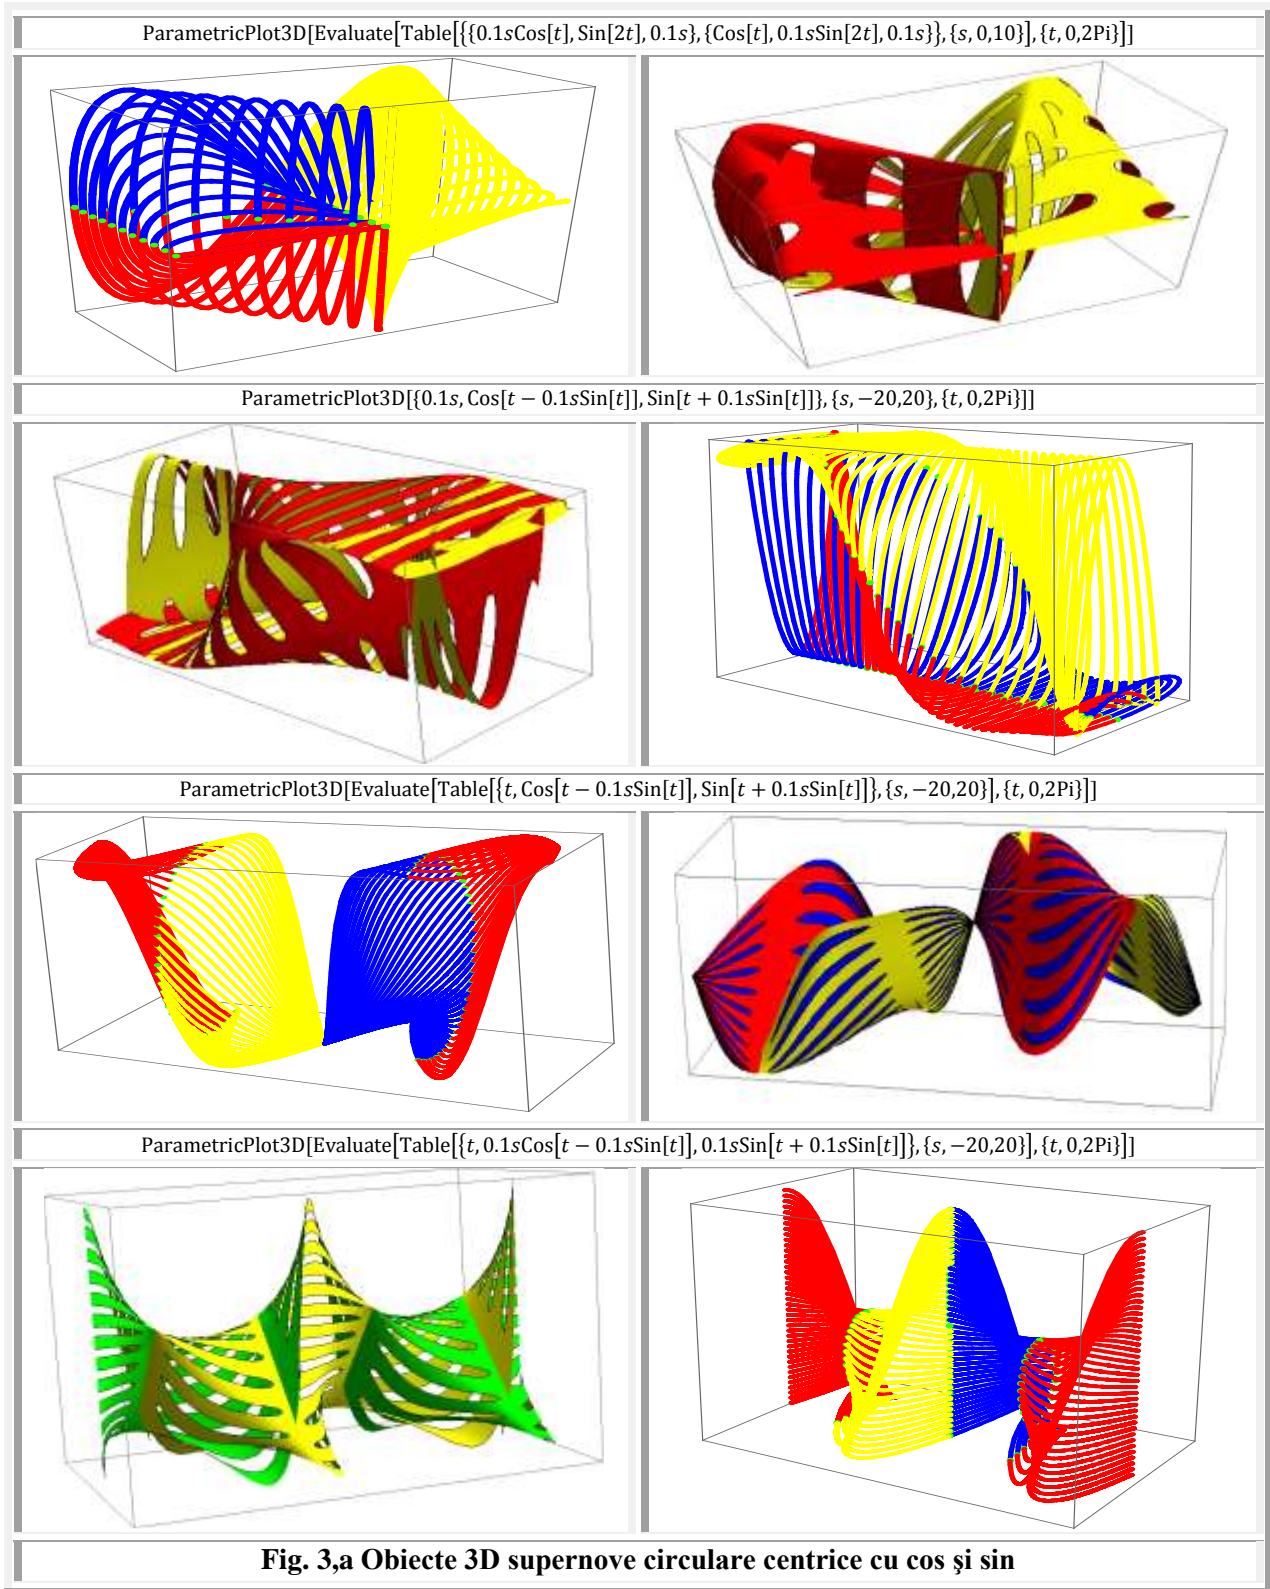 ParametricPlot3D[Evaluate[Table[{{0.1sCos[t], Sin[2t], 0.1s}, {Cos[t], 0.1sSin[2t], 0.1s}}, {s, 0,10}], {t, 0,2Pi}]]
ParametricPlot3D[{0.1s, Cos[t − 0.1sSin[t]], Sin[t + 0.1sSin[t]]}, {s, −20,20}, {t, 0,2Pi}]]
ParametricPlot3D[Evaluate[Table[{t, Cos[t − 0.1sSin[t]], Sin[t + 0.1sSin[t]]}, {s, −20,20}], {t, 0,2Pi}]]
ParametricPlot3D[Evaluate[Table[{t, 0.1sCos[t − 0.1sSin[t]], 0.1sSin[t + 0.1sSin[t]]}, {s, −20,20}], {t, 0,2Pi}]]
Fig. 3,a Obiecte 3D supernove circulare centrice cu cos şi sin